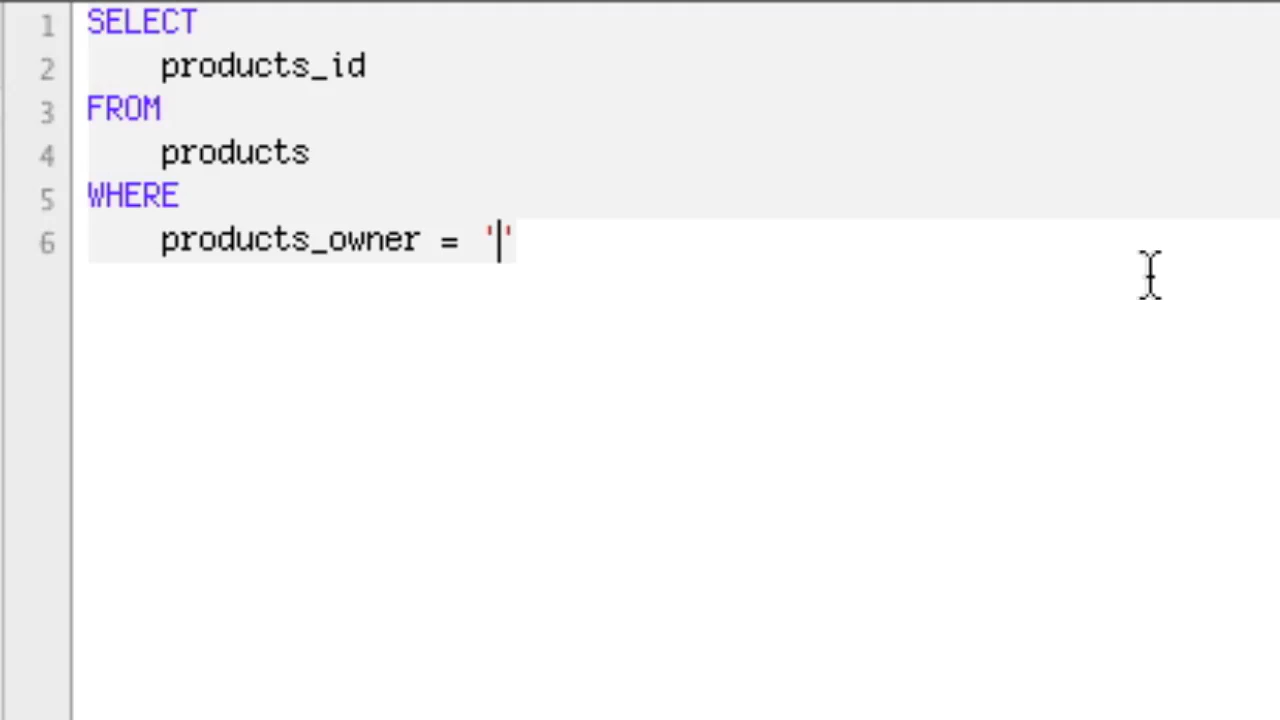 1 SELECT
2     products_id
3 FROM
4     products
5 WHERE
6     products_owner = ''